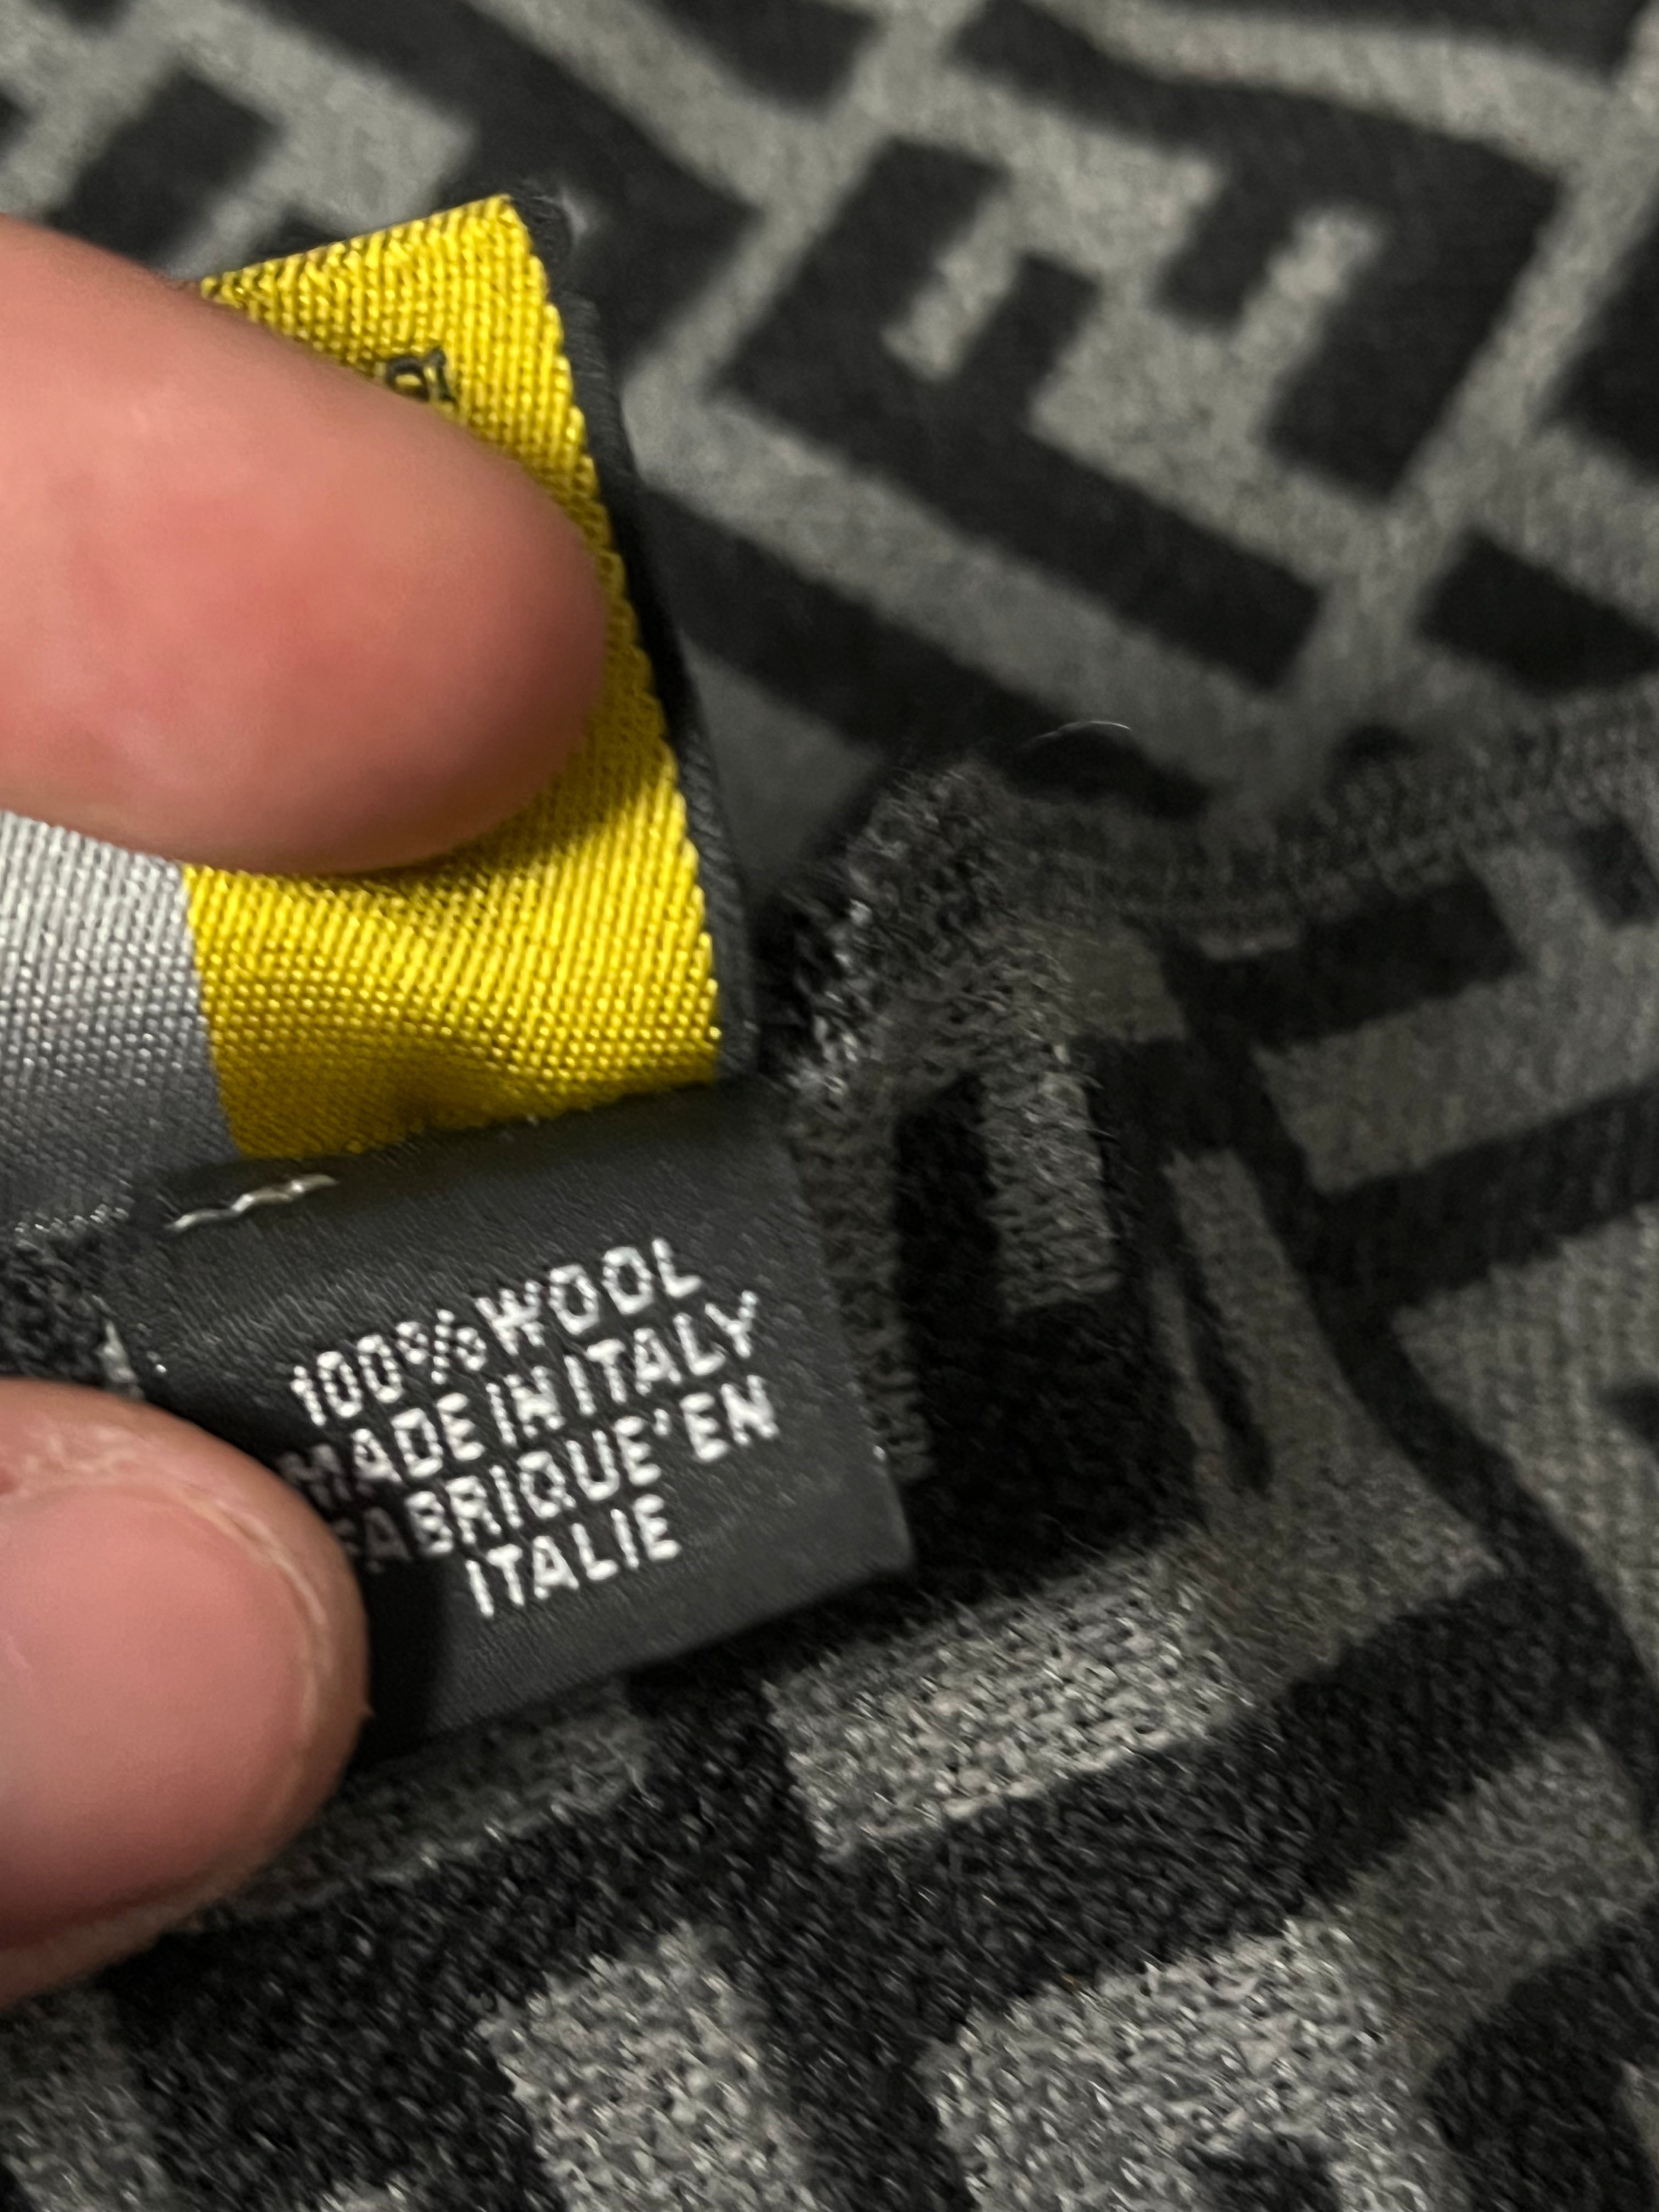 100% WOOL
MADE IN ITALY
FABRIQUE'EN
ITALIE